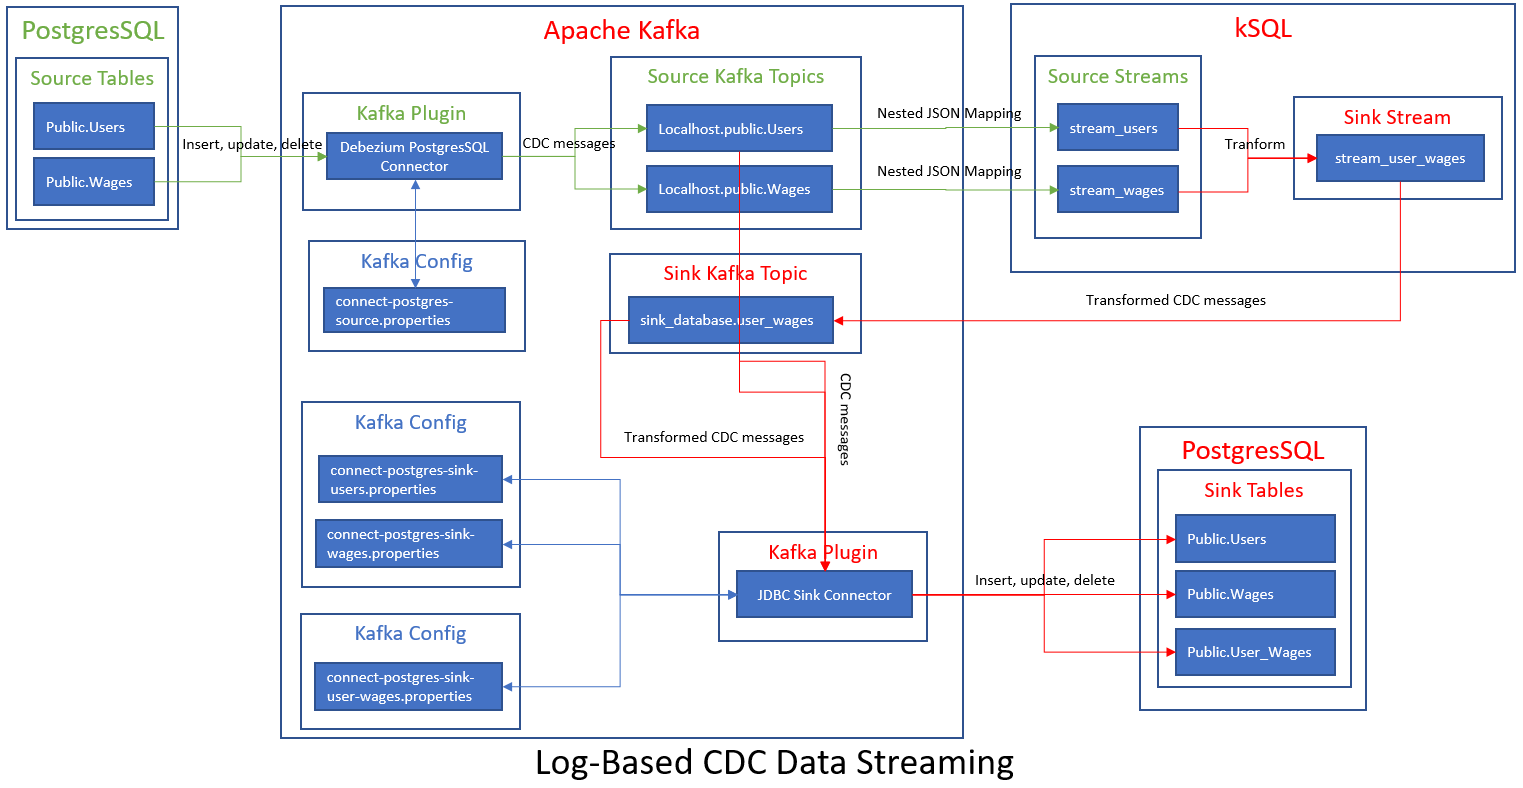 PostgresSQL
Source Tables
Public.Users
Public.Wages
Insert, update, delete
Apache Kafka
Kafka Plugin
Debezium PostgresSQL
Connector
CDC messages
Source Kafka Topics
Localhost.public.Users
Localhost.public.Wages
Nested JSON Mapping
Nested JSON Mapping
kSQL
Source Streams
stream_users
stream_wages
Tranform
Sink Stream
stream_user_wages
Kafka Config
connect-postgres-
source.properties
Sink Kafka Topic
sink_database.user_wages
Transformed CDC messages
CDC messages
Transformed CDC messages
Kafka Config
connect-postgres-sink-
users.properties
connect-postgres-sink-
wages.properties
Kafka Config
connect-postgres-sink-
user-wages.properties
Kafka Plugin
JDBC Sink Connector
Insert, update, delete
PostgresSQL
Sink Tables
Public.Users
Public.Wages
Public.User_Wages
Log-Based CDC Data Streaming